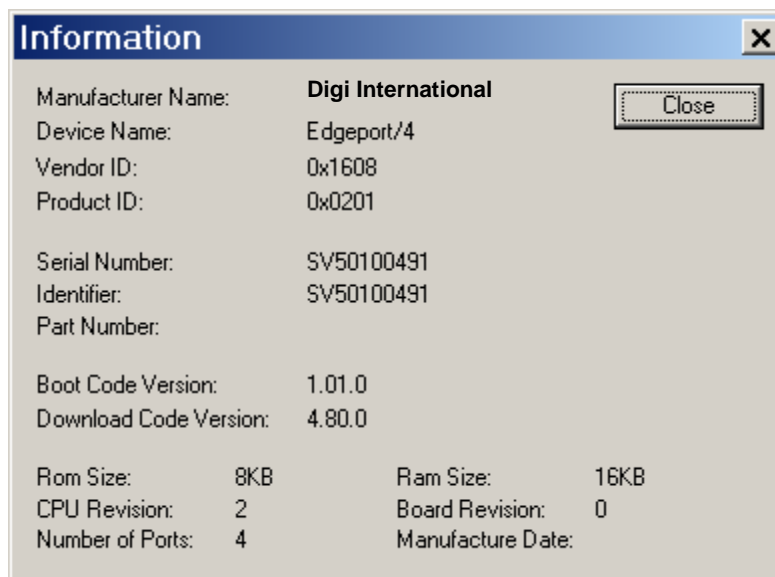 Information
Manufacturer Name: Digi International
Close
Device Name: Edgeport/4
Vendor ID: 0x1608
Product ID: 0x0201
Serial Number: SV50100491
Identifier: SV50100491
Part Number:
Boot Code Version: 1.01.0
Download Code Version: 4.80.0
Rom Size: 8KB Ram Size: 16KB
CPU Revision: 2 Board Revision: 0
Number of Ports: 4 Manufacture Date: